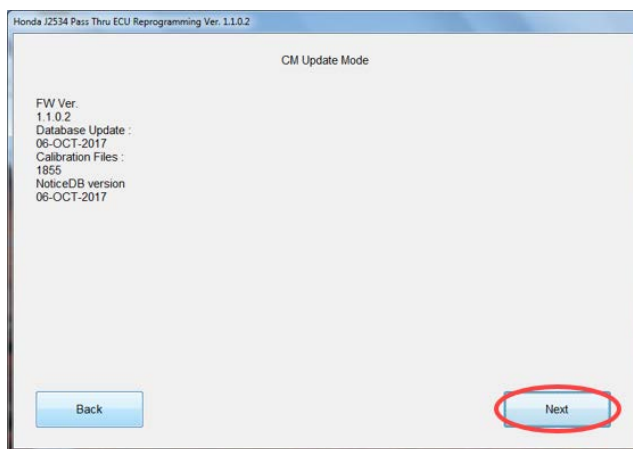 Honda J2534 Pass Thru ECU Reprogramming Ver. 1.1.0.2
CM Update Mode
FW Ver.
1.1.0.2
Database Update :
06-OCT-2017
Calibration Files :
1855
NoticeDB version
06-OCT-2017
Back
Next